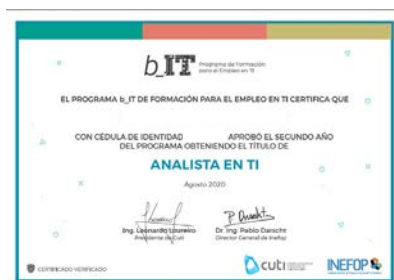 b_IT Programa de Formación
para el Empleo en TI
EL PROGRAMA b_IT DE FORMACIÓN PARA EL EMPLEO EN TI CERTIFICA QUE
CON CÉDULA DE IDENTIDAD APROBÓ EL SEGUNDO AÑO
DEL PROGRAMA OBTENIENDO EL TÍTULO DE
ANALISTA EN TI
Agosto 2020
Ing. Leonardo Loureiro
Presidente de Cuti
Dr. Ing. Pablo Darscht
Director General de Inefop
CERTIFICADO VERIFICADO
cuti
INEFOP